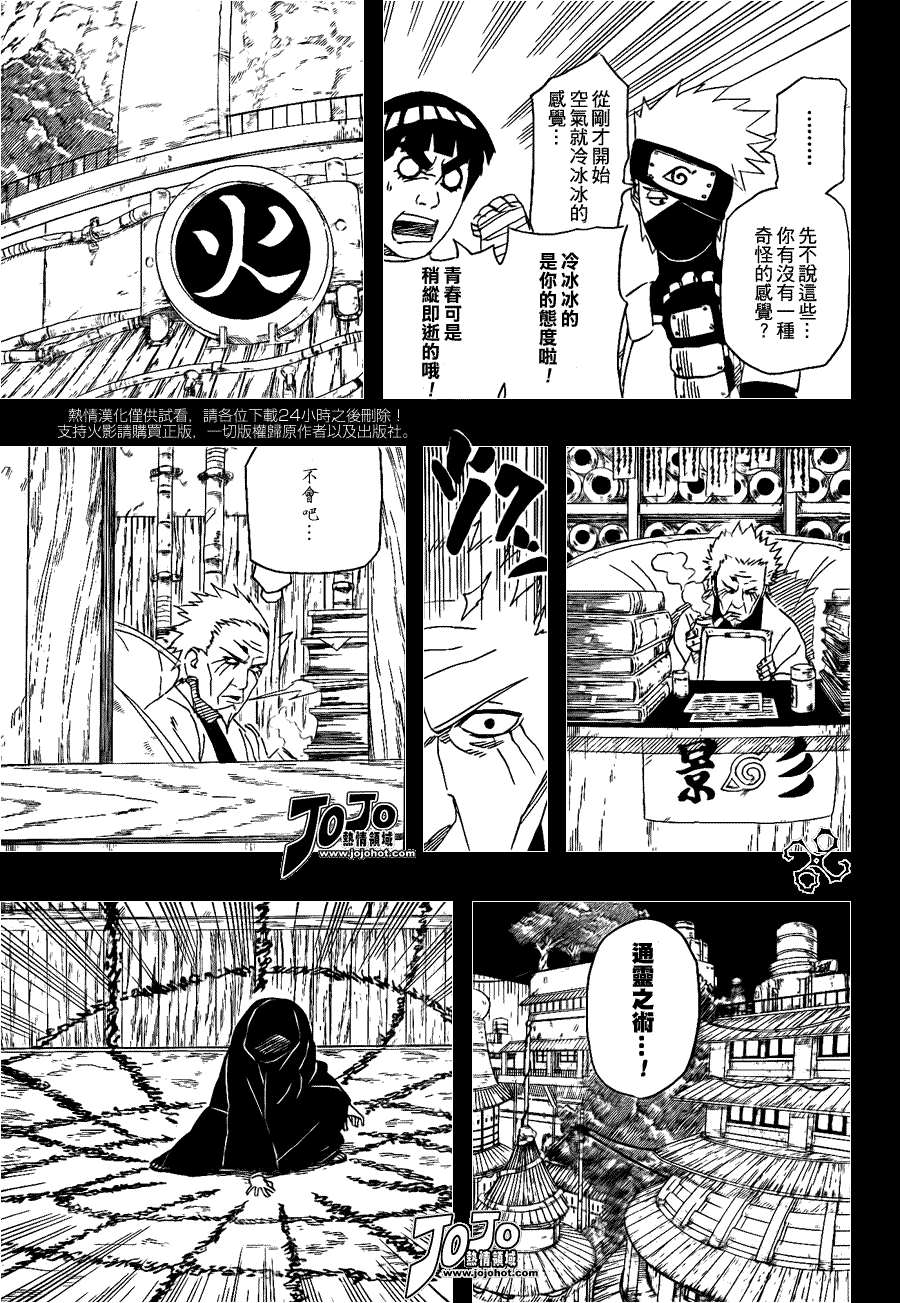 ………
先不說這些…
你有沒有一種
奇怪的感覺？
從剛才開始
空氣就冷冰冰的
感覺…
冷冰冰的
是你的態度啦！
青春可是
稍縱即逝的哦！
火
熱情漢化僅供試看，請各位下載24小時之後刪除！
支持火影請購買正版，一切版權歸原作者以及出版社。
影
不會吧…
JOJO
熱情領域
www.jojohot.com
通靈之術…！
JOJO
熱情領域
www.jojohot.com